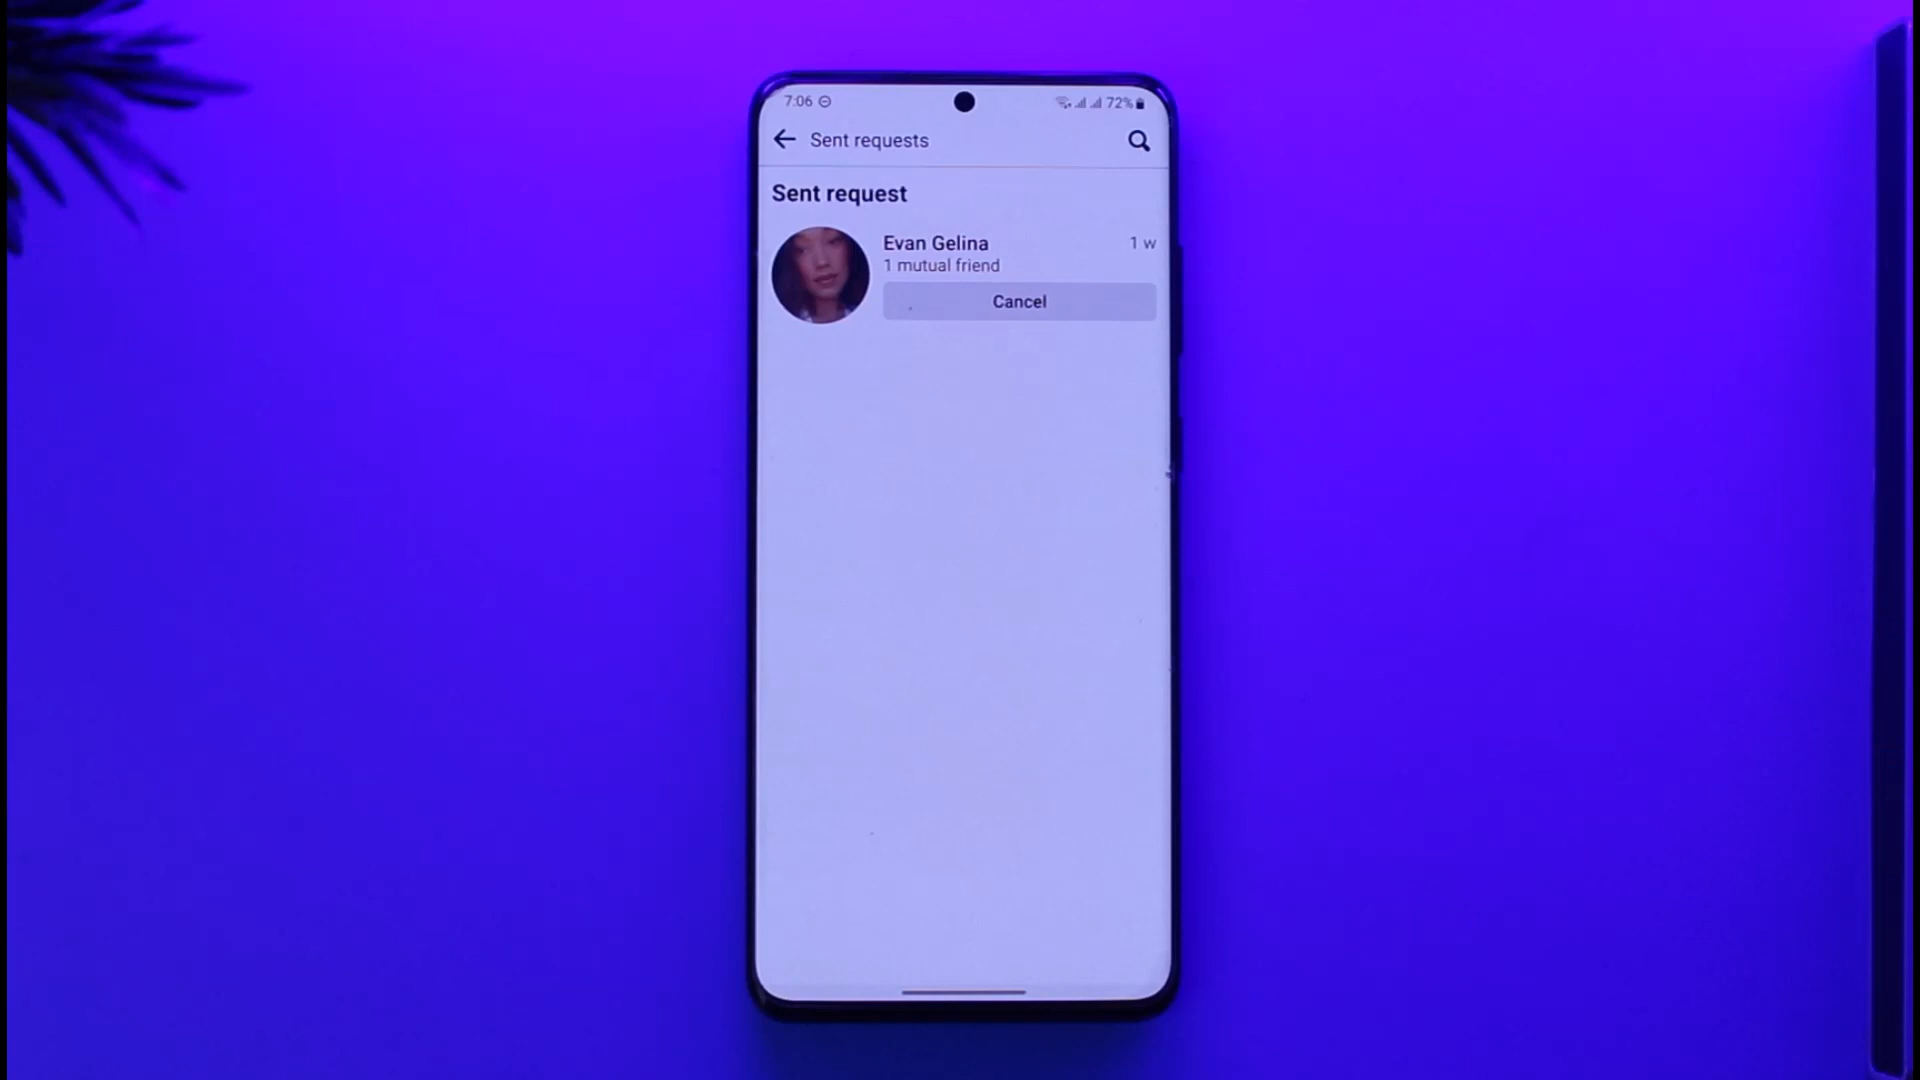 7:06 72%
Sent requests
Sent request
Evan Gelina 1 w
1 mutual friend
Cancel